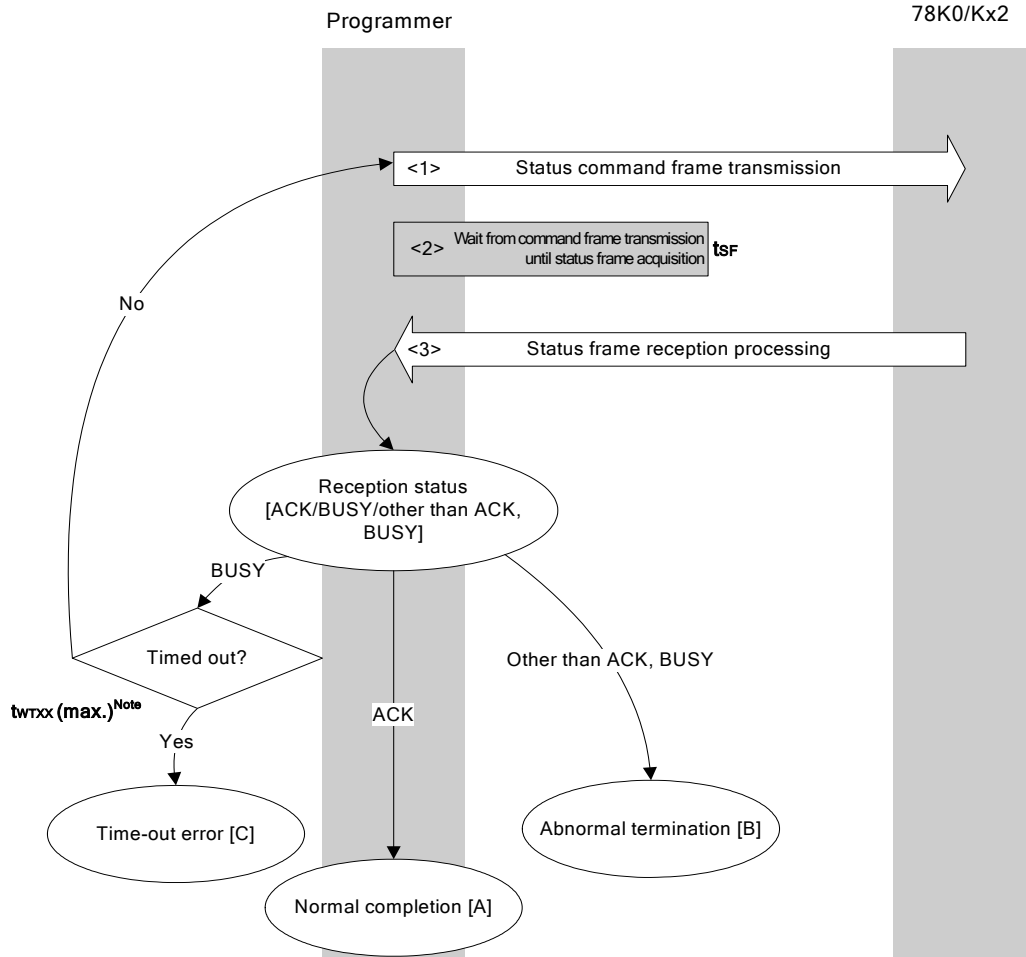 Programmer
78K0/Kx2
<1> Status command frame transmission
<2> Wait from command frame transmission
until status frame acquisition
tSF
No
<3> Status frame reception processing
Reception status
[ACK/BUSY/other than ACK,
BUSY]
BUSY
Timed out?
Other than ACK, BUSY
tWTXX (max.)Note
ACK
Yes
Time-out error [C]
Abnormal termination [B]
Normal completion [A]